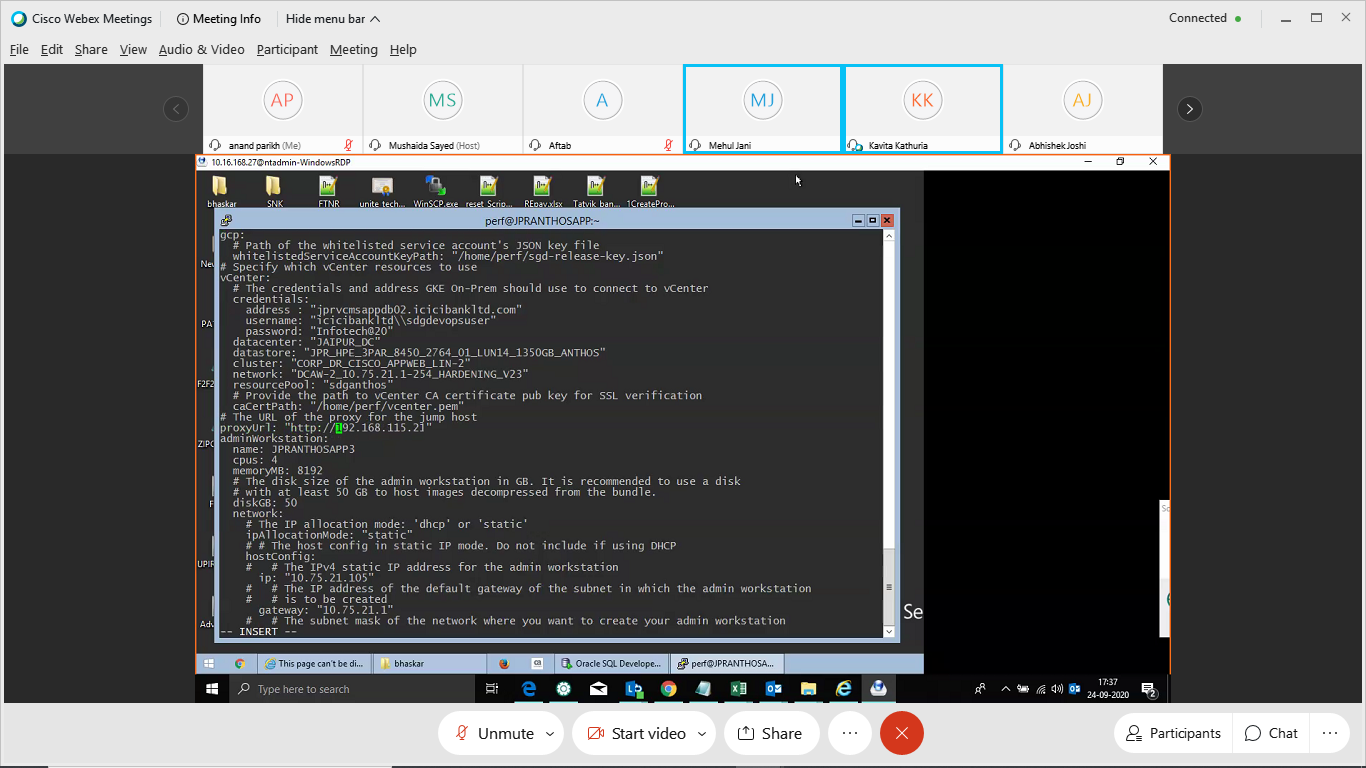 Cisco Webex Meetings
Meeting Info
Hide menu bar
Connected
File Edit Share View Audio & Video Participant Meeting Help
AP MS A MJ KK AJ
anand parikh (Me) Mushaida Sayed (Host) Aftab Mehul Jani Kavita Kathuria Abhishek Joshi
10.16.168.27@ntadmin-WindowsRDP
bhaskar SNK FTNR unite_tech... WinSCP.exe reset_Scrip... REpay.xlsx Tatvik_ban... 1CreatePro...
perf@JPRANTHOSAPP:~
gcp:
# Path of the whitelisted service account's JSON key file
whitelistedServiceAccountKeyPath: "/home/perf/sgd-release-key.json"
# Specify which vCenter resources to use
vCenter:
# The credentials and address GKE On-Prem should use to connect to vCenter
credentials:
address : "jprvcmsappdb02.icicibankltd.com"
username: "icicibankltd\\sdgdevopsuser"
password: "Infotech@20"
datacenter: "JAIPUR_DC"
datastore: "JPR_HPE_3PAR_8450_2764_01_LUN14_1350GB_ANTHOS"
cluster: "CORP_DR_CISCO_APPWEB_LIN-2"
network: "DCAW-2_10.75.21.1-254_HARDENING_V23"
resourcePool: "sdganthos"
# Provide the path to vCenter CA certificate pub key for SSL verification
caCertPath: "/home/perf/vcenter.pem"
# The URL of the proxy for the jump host
proxyUrl: "http://192.168.115.21"
adminWorkstation:
name: JPRANTHOSAPP3
cpus: 4
memoryMB: 8192
# The disk size of the admin workstation in GB. It is recommended to use a disk
# with at least 50 GB to host images decompressed from the bundle.
diskGB: 50
network:
# The IP allocation mode: 'dhcp' or 'static'
ipAllocationMode: "static"
# # The host config in static IP mode. Do not include if using DHCP
hostConfig:
# # The IPv4 static IP address for the admin workstation
ip: "10.75.21.105"
# # The IP address of the default gateway of the subnet in which the admin workstation
# # is to be created
gateway: "10.75.21.1"
# # The subnet mask of the network where you want to create your admin workstation
-- INSERT --
Se
This page can't be di... bhaskar Oracle SQL Develope... perf@JPRANTHOSA...
Type here to search
17:37
24-09-2020
2
Unmute
Start video
Share
Participants
Chat